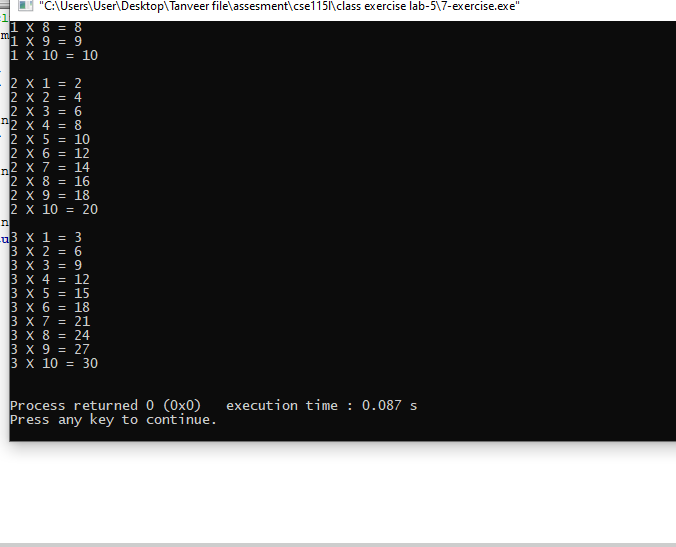 "C:\Users\User\Desktop\Tanveer file\assesment\cse115l\class exercise lab-5\7-exercise.exe"
1 X 8 = 8
1 X 9 = 9
1 X 10 = 10
2 X 1 = 2
2 X 2 = 4
2 X 3 = 6
2 X 4 = 8
2 X 5 = 10
2 X 6 = 12
2 X 7 = 14
2 X 8 = 16
2 X 9 = 18
2 X 10 = 20
3 X 1 = 3
3 X 2 = 6
3 X 3 = 9
3 X 4 = 12
3 X 5 = 15
3 X 6 = 18
3 X 7 = 21
3 X 8 = 24
3 X 9 = 27
3 X 10 = 30
Process returned 0 (0x0)   execution time : 0.087 s
Press any key to continue.